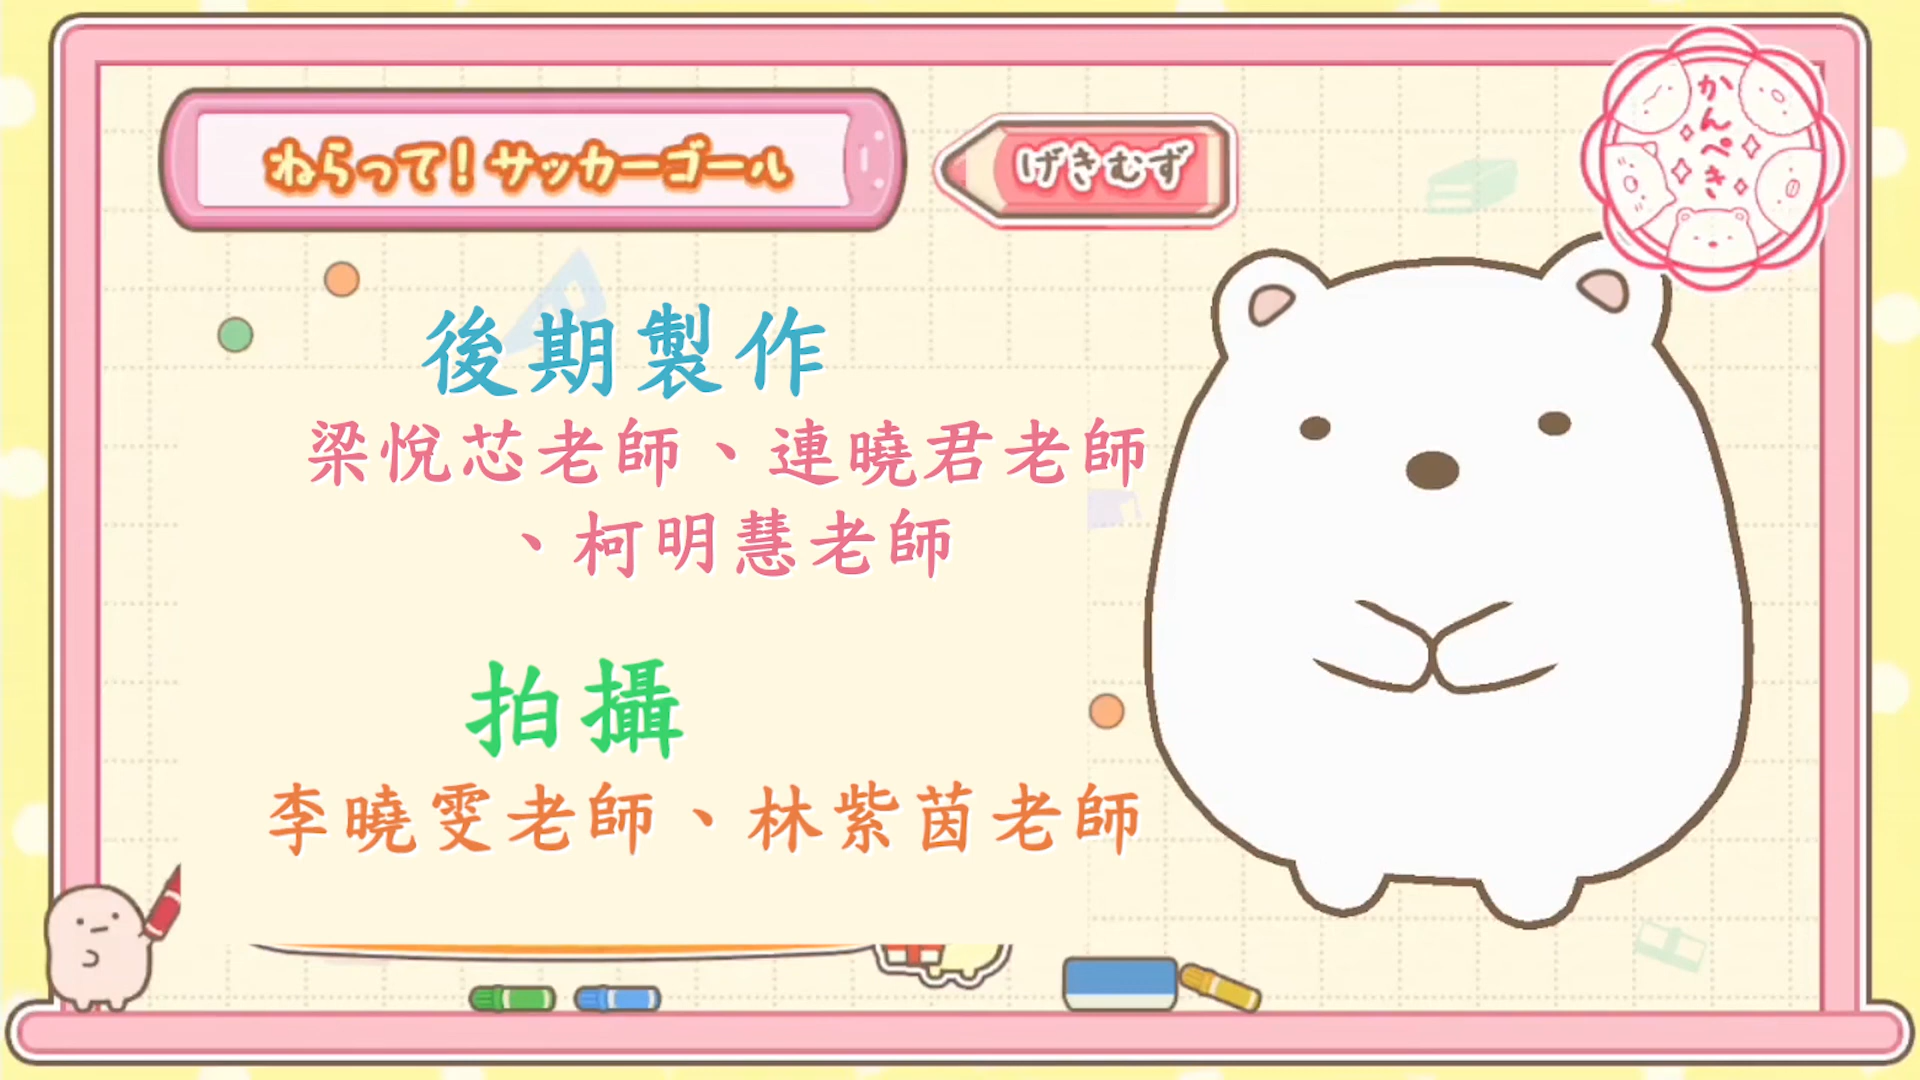 ねらって！サッカーゴール
げきむず
かんぺき
後期製作
梁悅芯老師、連曉君老師
、柯明慧老師
拍攝
李曉雯老師、林紫茵老師